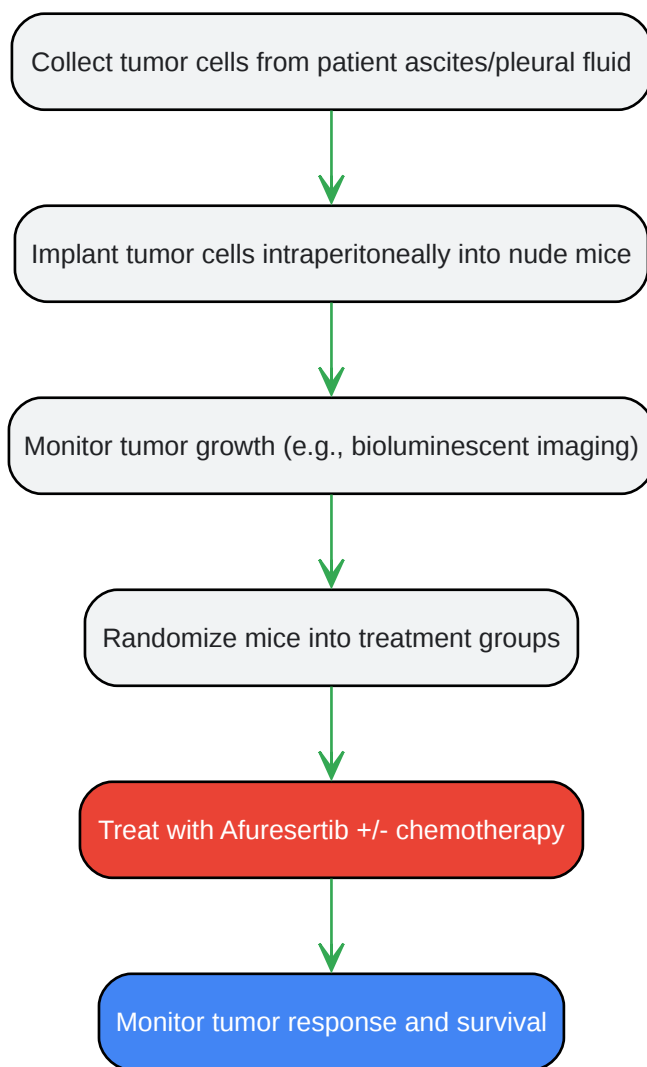 Collect tumor cells from patient ascites/pleural fluid
Implant tumor cells intraperitoneally into nude mice
Monitor tumor growth (e.g., bioluminescent imaging)
Randomize mice into treatment groups
Treat with Afuresertib +/- chemotherapy
Monitor tumor response and survival